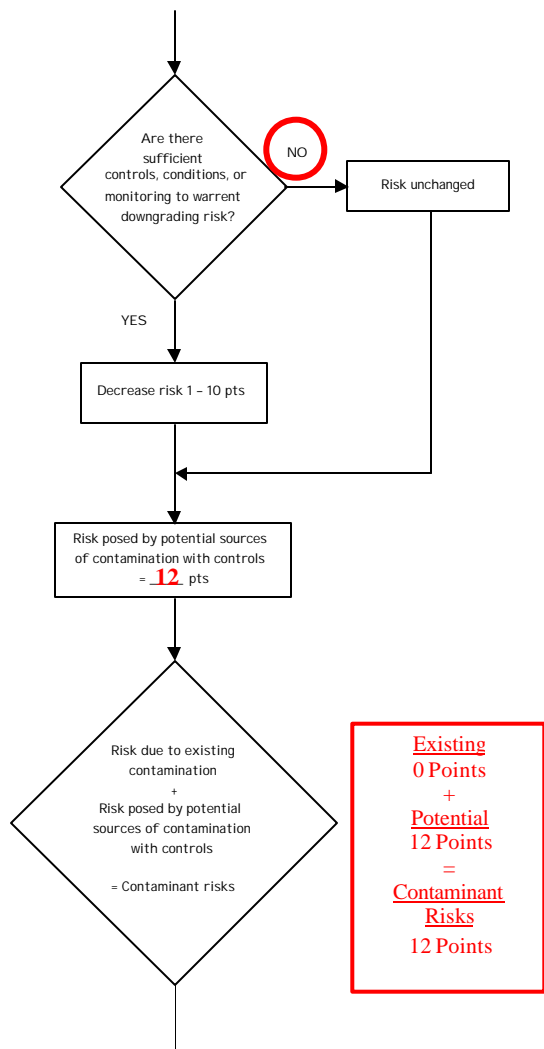 Are there
sufficient
controls, conditions, or
monitoring to warrent
downgrading risk?
NO
Risk unchanged
YES
Decrease risk 1 – 10 pts
Risk posed by potential sources
of contamination with controls
= 12 pts
Risk due to existing
contamination
+
Risk posed by potential
sources of contamination
with controls
= Contaminant risks
Existing
0 Points
+
Potential
12 Points
=
Contaminant
Risks
12 Points